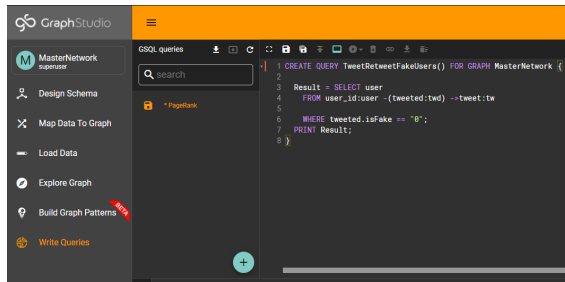 GraphStudio
M MasterNetwork
superuser
Design Schema
Map Data To Graph
Load Data
Explore Graph
Build Graph Patterns BETA
Write Queries
GSQL queries
search
* PageRank
+
1 CREATE QUERY TweetRetweetFakeUsers() FOR GRAPH MasterNetwork {
2
3 Result = SELECT user
4 FROM user_id:user -(tweeted:twd) ->tweet:tw
5
6 WHERE tweeted.isFake == "0";
7 PRINT Result;
8 }